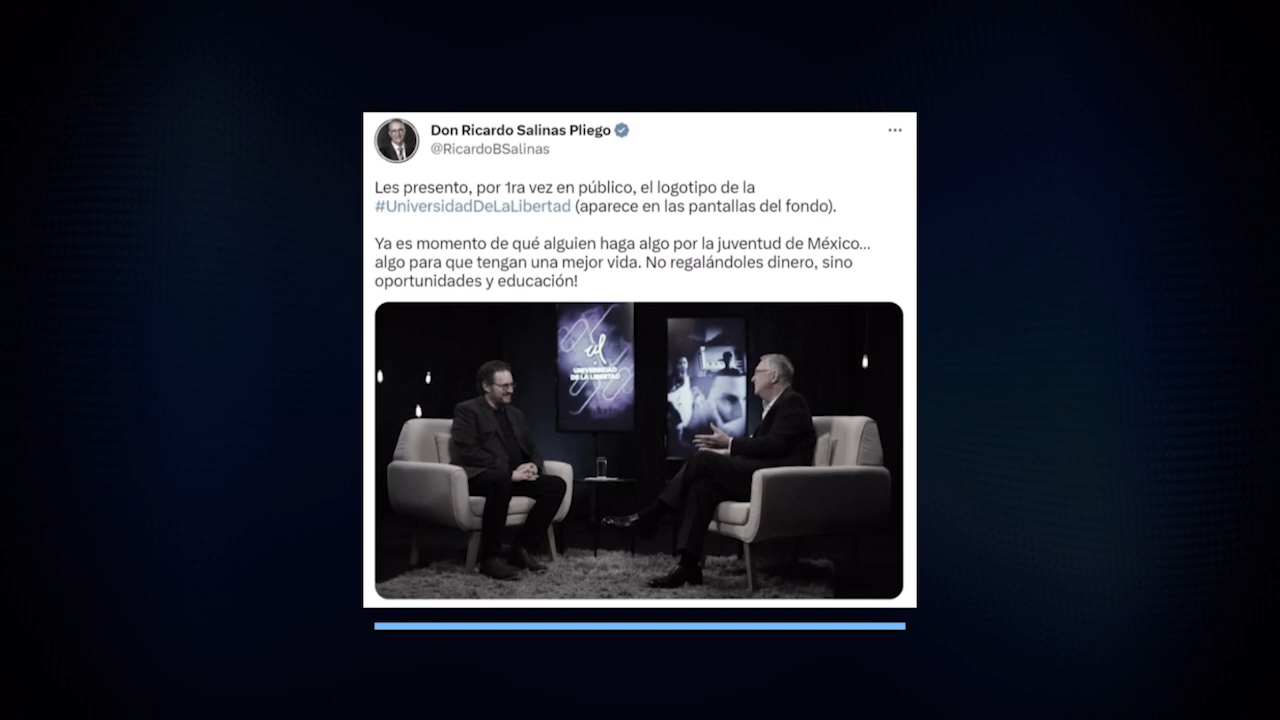 Don Ricardo Salinas Pliego
@RicardoBSalinas
Les presento, por 1ra vez en público, el logotipo de la
#UniversidadDeLaLibertad (aparece en las pantallas del fondo).
Ya es momento de qué alguien haga algo por la juventud de México...
algo para que tengan una mejor vida. No regalándoles dinero, sino
oportunidades y educación!
UNIVERSIDAD
DE LA LIBERTAD